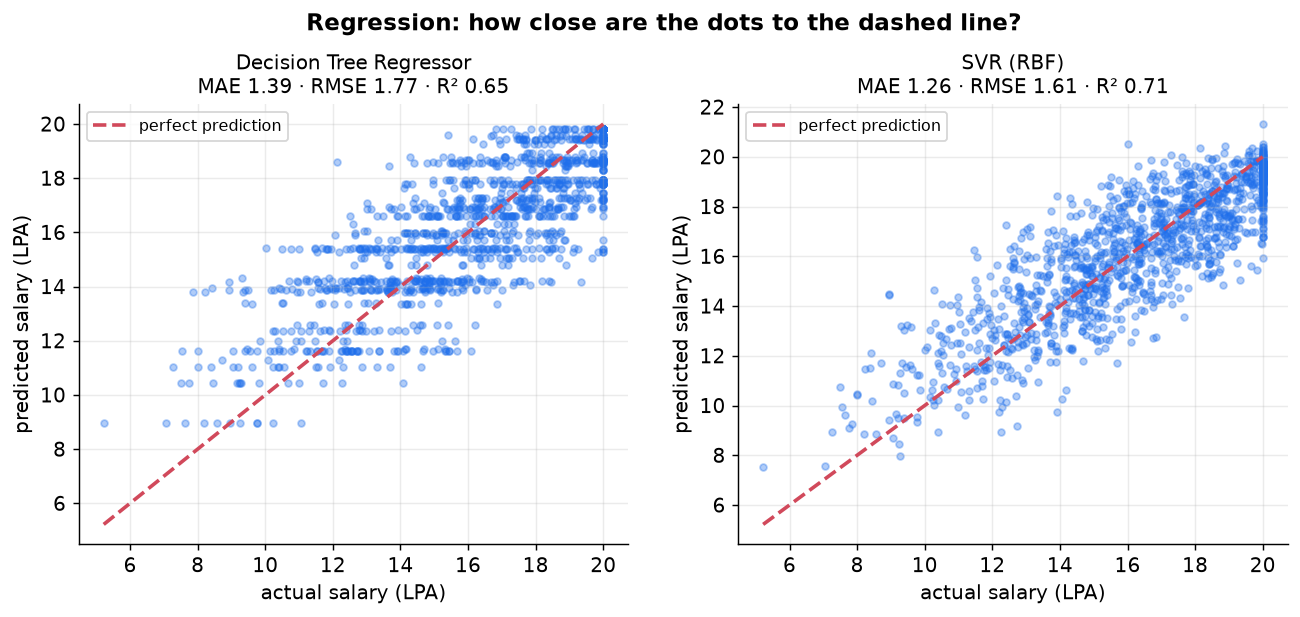 Regression: how close are the dots to the dashed line?
Decision Tree Regressor
MAE 1.39 · RMSE 1.77 · R² 0.65
perfect prediction
predicted salary (LPA)
20
18
16
14
12
10
8
6
6 8 10 12 14 16 18 20
actual salary (LPA)
SVR (RBF)
MAE 1.26 · RMSE 1.61 · R² 0.71
perfect prediction
predicted salary (LPA)
22
20
18
16
14
12
10
8
6
6 8 10 12 14 16 18 20
actual salary (LPA)